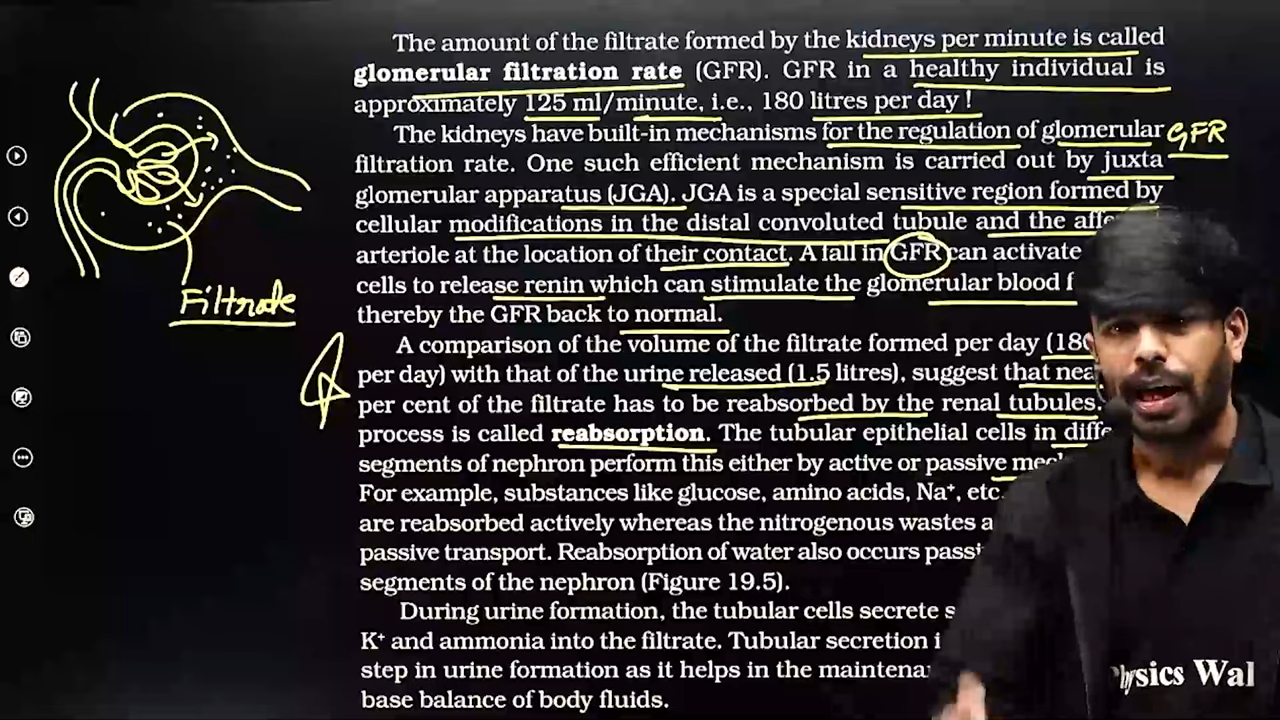 The amount of the filtrate formed by the kidneys per minute is called
glomerular filtration rate (GFR). GFR in a healthy individual is
approximately 125 ml/minute, i.e., 180 litres per day !
The kidneys have built-in mechanisms for the regulation of glomerular GFR
filtration rate. One such efficient mechanism is carried out by juxta
glomerular apparatus (JGA). JGA is a special sensitive region formed by
cellular modifications in the distal convoluted tubule and the affe
arteriole at the location of their contact. A fall in GFR can activate
cells to release renin which can stimulate the glomerular blood f
Filtrate
thereby the GFR back to normal.
A comparison of the volume of the filtrate formed per day (180
per day) with that of the urine released (1.5 litres), suggest that nea
per cent of the filtrate has to be reabsorbed by the renal tubules.
process is called reabsorption. The tubular epithelial cells in diffe
segments of nephron perform this either by active or passive mec
For example, substances like glucose, amino acids, Na⁺, etc.
are reabsorbed actively whereas the nitrogenous wastes a
passive transport. Reabsorption of water also occurs passi
segments of the nephron (Figure 19.5).
During urine formation, the tubular cells secrete s
K⁺ and ammonia into the filtrate. Tubular secretion i
step in urine formation as it helps in the maintena
base balance of body fluids.
Physics Wal